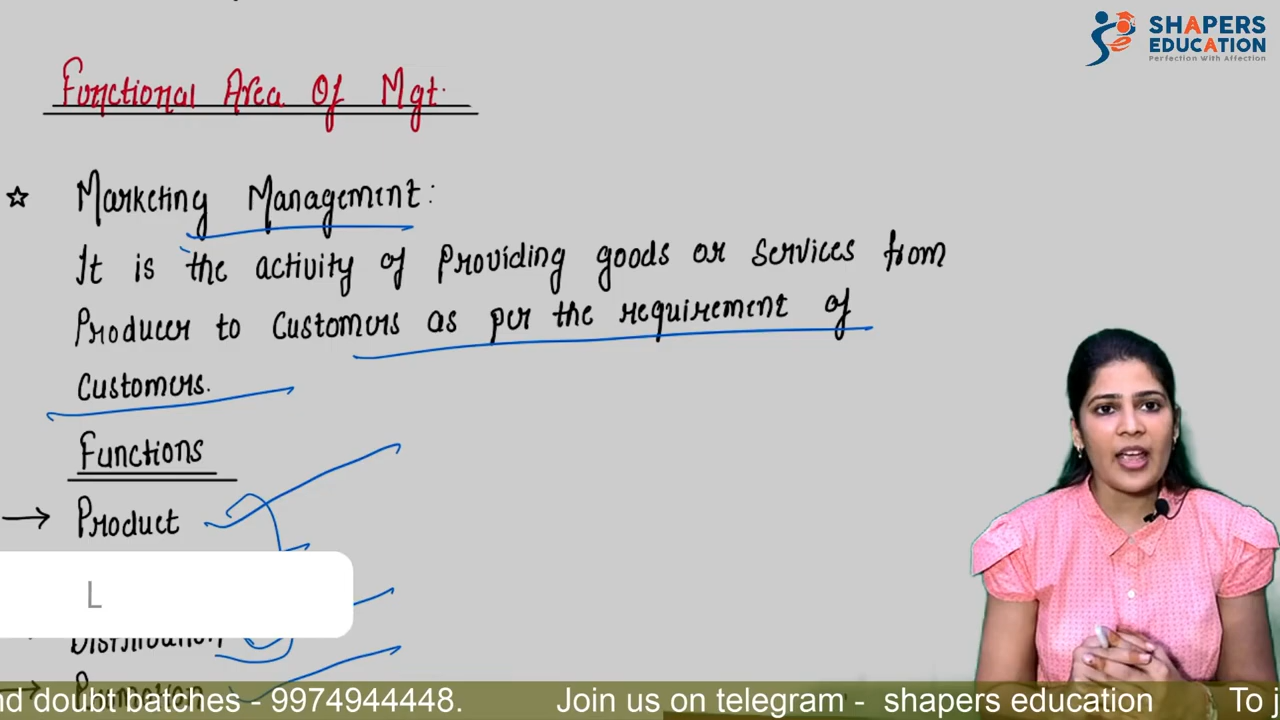 SHAPERS
EDUCATION
Perfection With Affection
Functional Area Of Mgt.
☆ Marketing Management:
It is the activity of Providing goods or services from
Producer to Customers as per the requirement of
Customers.
Functions
→ Product
L
Distribution
→ Promotion
nd doubt batches - 9974944448. Join us on telegram - shapers education To j